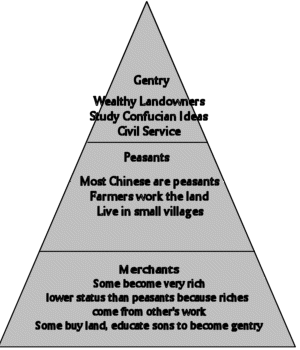 Gentry
Wealthy Landowners
Study Confucian Ideas
Civil Service
Peasants
Most Chinese are peasants
Farmers work the land
Live in small villages
Merchants
Some become very rich
lower status than peasants because riches
come from other's work
Some buy land, educate sons to become gentry